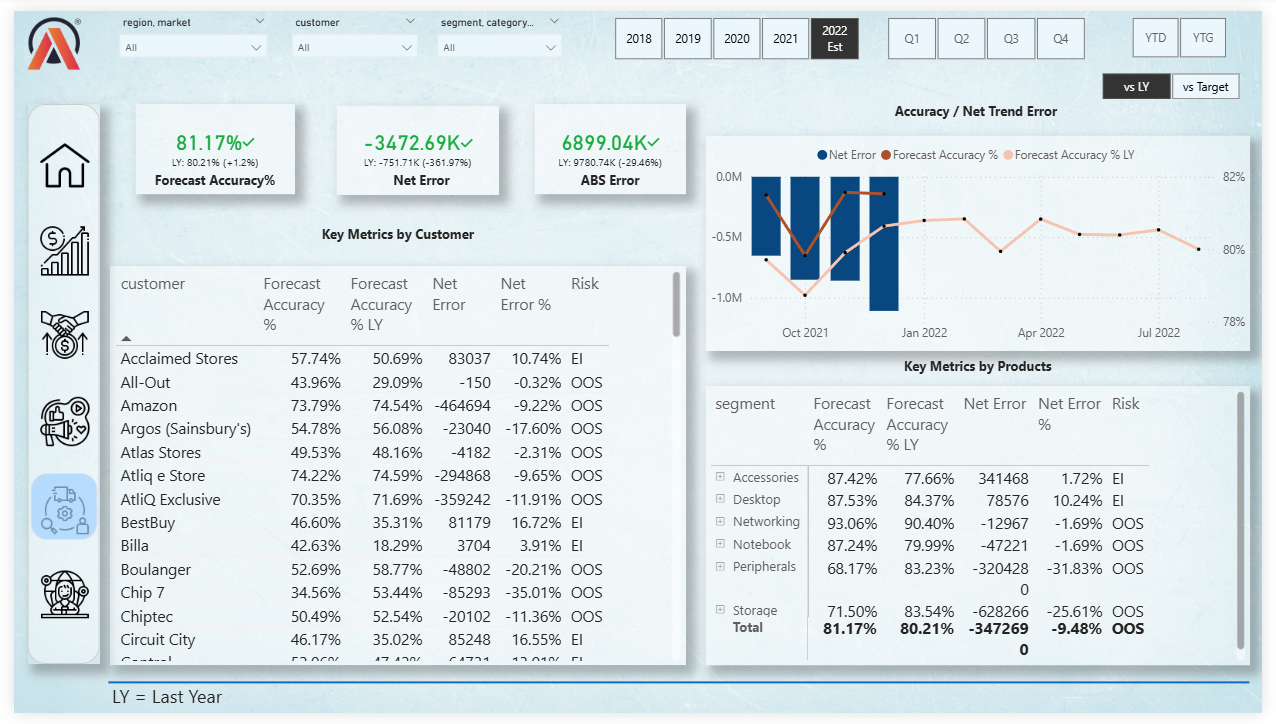 region, market
customer
segment, category...
All
All
All
2018
2019
2020
2021
2022
Est
Q1
Q2
Q3
Q4
YTD
YTG
vs LY
vs Target
81.17%
LY: 80.21% (+1.2%)
Forecast Accuracy%
-3472.69K
LY: -751.71K (-361.97%)
Net Error
6899.04K
LY: 9780.74K (-29.46%)
ABS Error
Accuracy / Net Trend Error
Net Error Forecast Accuracy % Forecast Accuracy % LY
0.0M
-0.5M
-1.0M
82%
80%
78%
Oct 2021 Jan 2022 Apr 2022 Jul 2022
Key Metrics by Customer
customer Forecast Accuracy % Forecast Accuracy % LY Net Error Net Error % Risk
Acclaimed Stores 57.74% 50.69% 83037 10.74% EI
All-Out 43.96% 29.09% -150 -0.32% OOS
Amazon 73.79% 74.54% -464694 -9.22% OOS
Argos (Sainsbury's) 54.78% 56.08% -23040 -17.60% OOS
Atlas Stores 49.53% 48.16% -4182 -2.31% OOS
Atliq e Store 74.22% 74.59% -294868 -9.65% OOS
AtliQ Exclusive 70.35% 71.69% -359242 -11.91% OOS
BestBuy 46.60% 35.31% 81179 16.72% EI
Billa 42.63% 18.29% 3704 3.91% EI
Boulanger 52.69% 58.77% -48802 -20.21% OOS
Chip 7 34.56% 53.44% -85293 -35.01% OOS
Chiptec 50.49% 52.54% -20102 -11.36% OOS
Circuit City 46.17% 35.02% 85248 16.55% EI
Key Metrics by Products
segment Forecast Accuracy % Forecast Accuracy % LY Net Error Net Error % Risk
Accessories 87.42% 77.66% 341468 1.72% EI
Desktop 87.53% 84.37% 78576 10.24% EI
Networking 93.06% 90.40% -12967 -1.69% OOS
Notebook 87.24% 79.99% -47221 -1.69% OOS
Peripherals 68.17% 83.23% -320428 -31.83% OOS
0
Storage 71.50% 83.54% -628266 -25.61% OOS
Total 81.17% 80.21% -347269 -9.48% OOS
0
LY = Last Year